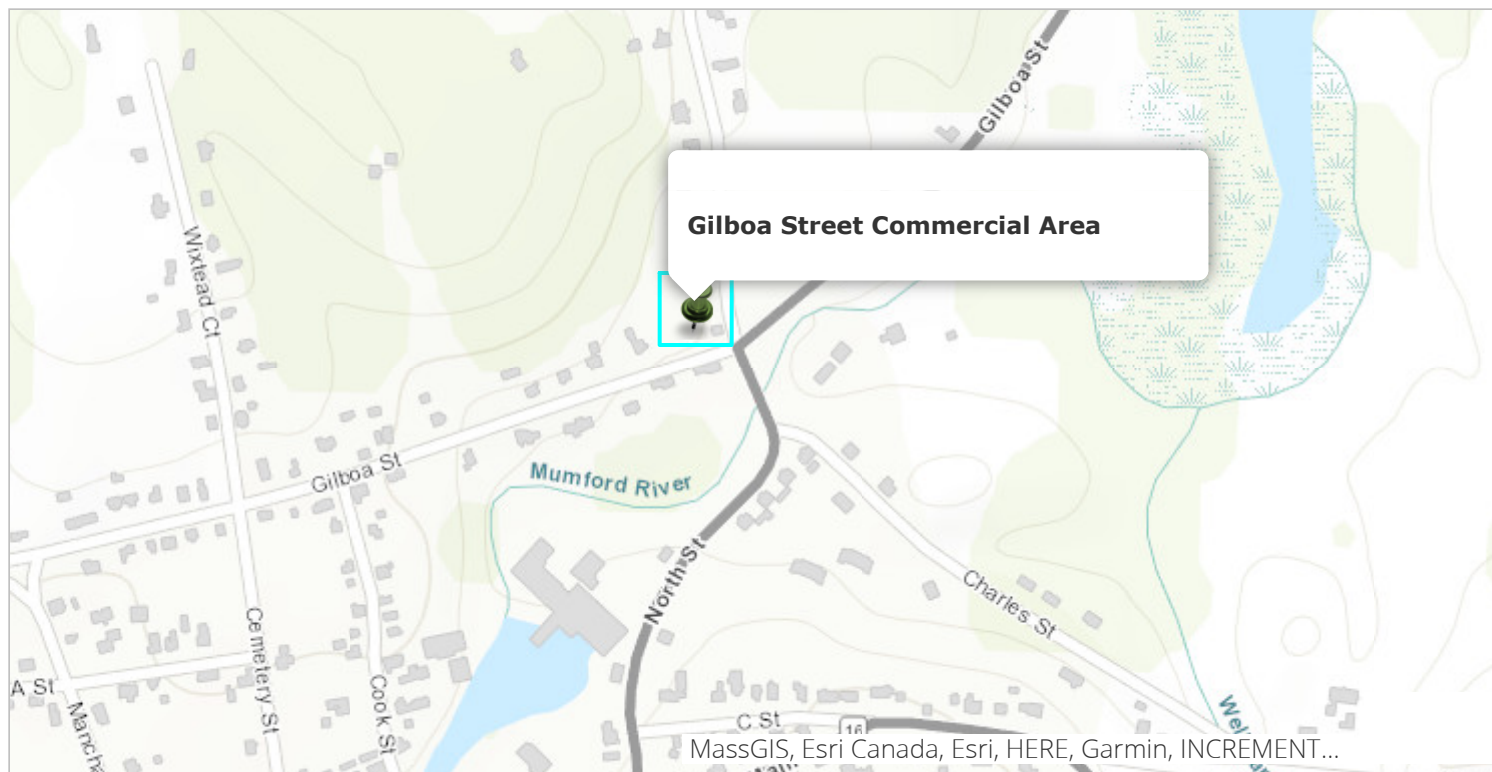 Gilboa St
Gilboa Street Commercial Area
Wixtead Ct
Gilboa St
Mumford River
North St
Charles St
Cemetery St
Cook St
A St
C St
16
MassGIS, Esri Canada, Esri, HERE, Garmin, INCREMENT...